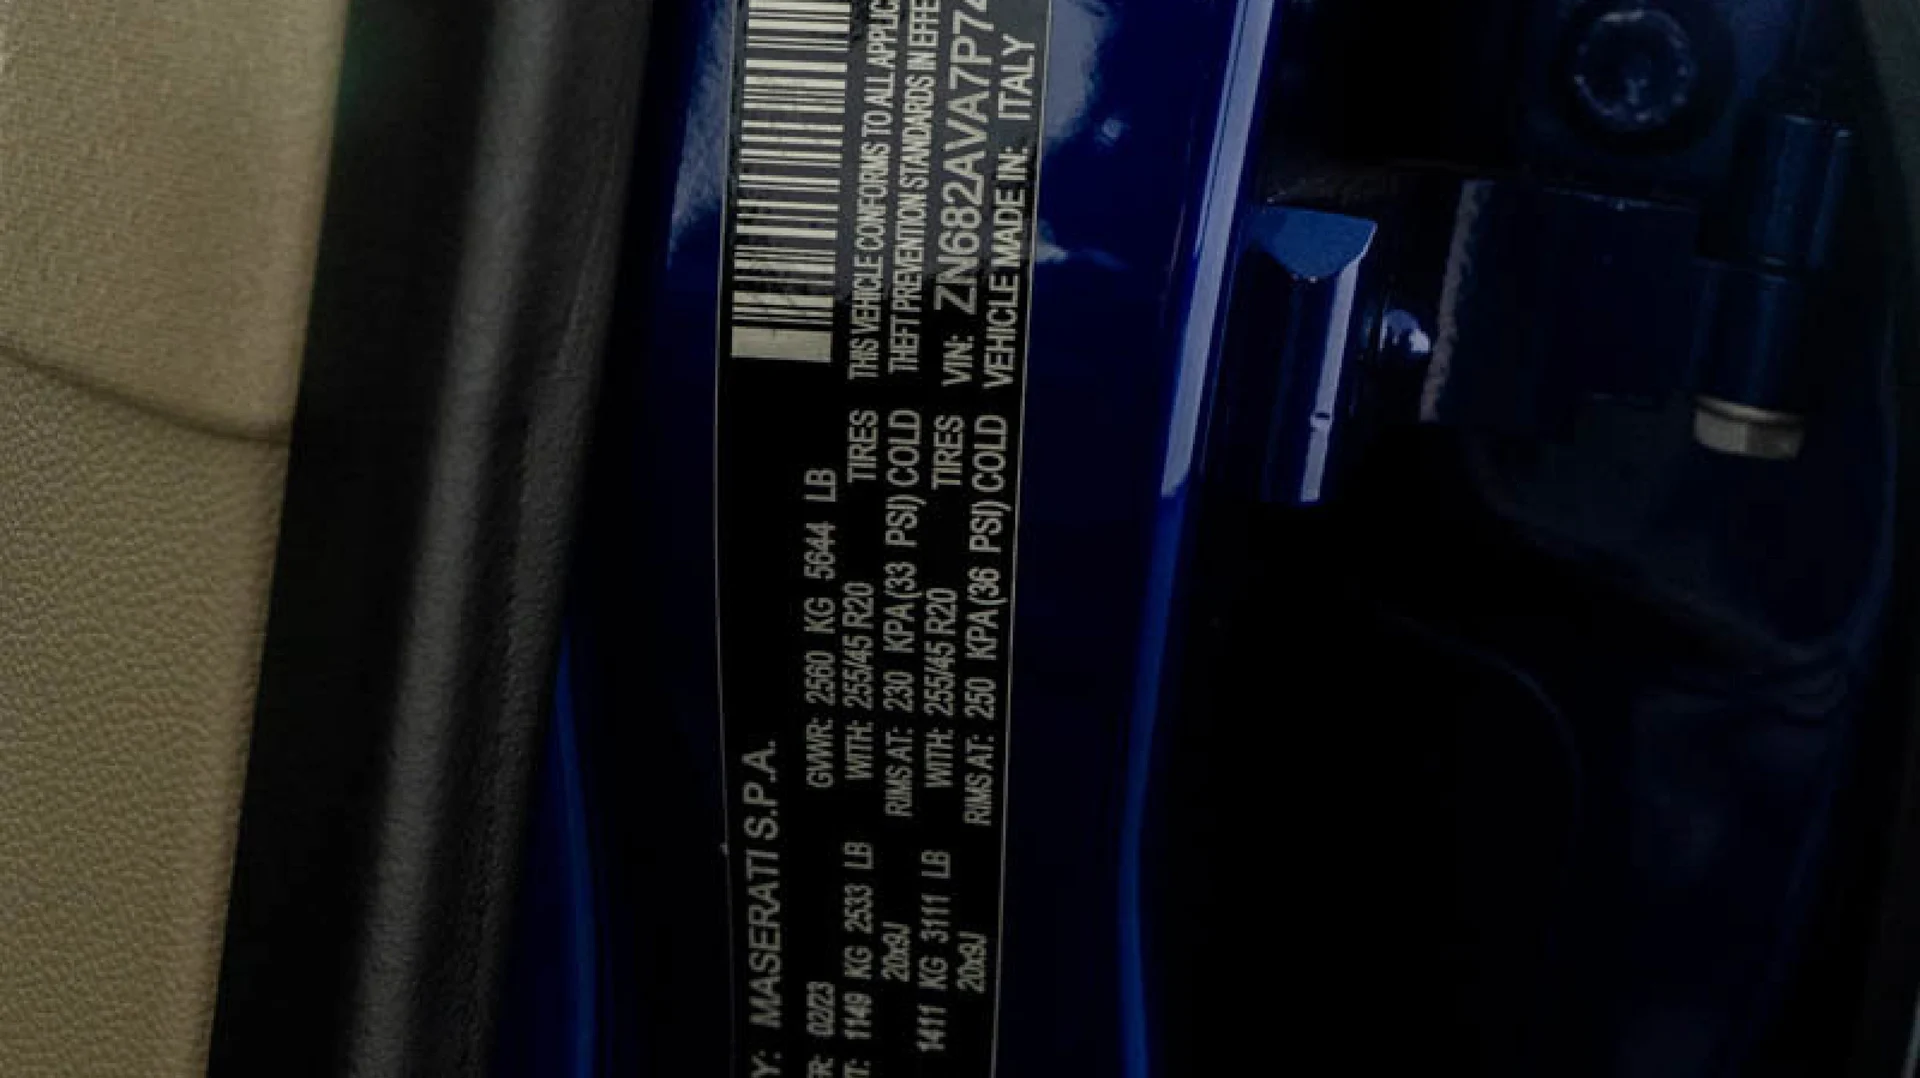 Y: MASERATI S.P.A.
R: 02/23 GVWR: 2560 KG 5644 LB
T: 1149 KG 2533 LB WITH: 255/45 R20 TIRES
20x9J RIMS AT: 230 KPA (33 PSI) COLD
1411 KG 3111 LB WITH: 255/45 R20 TIRES
20x9J RIMS AT: 250 KPA (36 PSI) COLD
THIS VEHICLE CONFORMS TO ALL APPLIC
THEFT PREVENTION STANDARDS IN EFFE
VIN: ZN682AVA7P74
VEHICLE MADE IN: ITALY